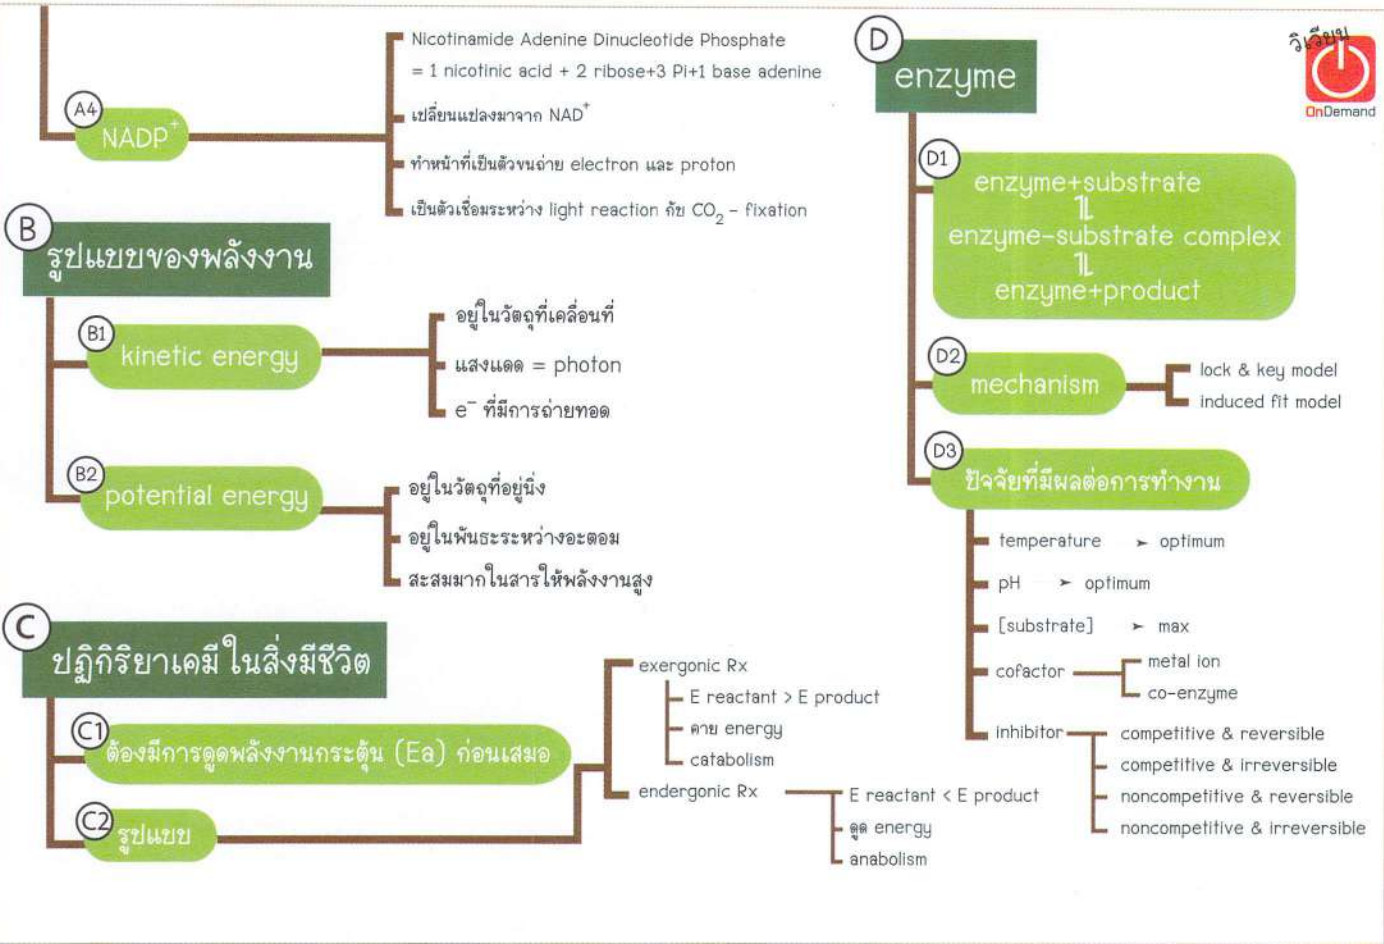 A4
NADP⁺
Nicotinamide Adenine Dinucleotide Phosphate
= 1 nicotinic acid + 2 ribose+3 Pi+1 base adenine
เปลี่ยนแปลงมาจาก NAD⁺
ทำหน้าที่เป็นตัวขนถ่าย electron และ proton
เป็นตัวเชื่อมระหว่าง light reaction กับ CO₂ - fixation
B
รูปแบบของพลังงาน
B1
kinetic energy
อยู่ในวัตถุที่เคลื่อนที่
แสงแดด = photon
e⁻ ที่มีการถ่ายทอด
B2
potential energy
อยู่ในวัตถุที่อยู่นิ่ง
อยู่ในพันธะระหว่างอะตอม
สะสมมากในสารให้พลังงานสูง
C
ปฏิกิริยาเคมี ในสิ่งมีชีวิต
C1
ต้องมีการดูดพลังงานกระตุ้น (Ea) ก่อนเสมอ
C2
รูปแบบ
exergonic Rx
E reactant > E product
คาย energy
catabolism
endergonic Rx
E reactant < E product
ดูด energy
anabolism
D
enzyme
วิเวียน
OnDemand
D1
enzyme+substrate
⥮
enzyme-substrate complex
⥮
enzyme+product
D2
mechanism
lock & key model
induced fit model
D3
ปัจจัยที่มีผลต่อการทำงาน
temperature ➤ optimum
pH ➤ optimum
[substrate] ➤ max
cofactor
metal ion
co-enzyme
inhibitor
competitive & reversible
competitive & irreversible
noncompetitive & reversible
noncompetitive & irreversible